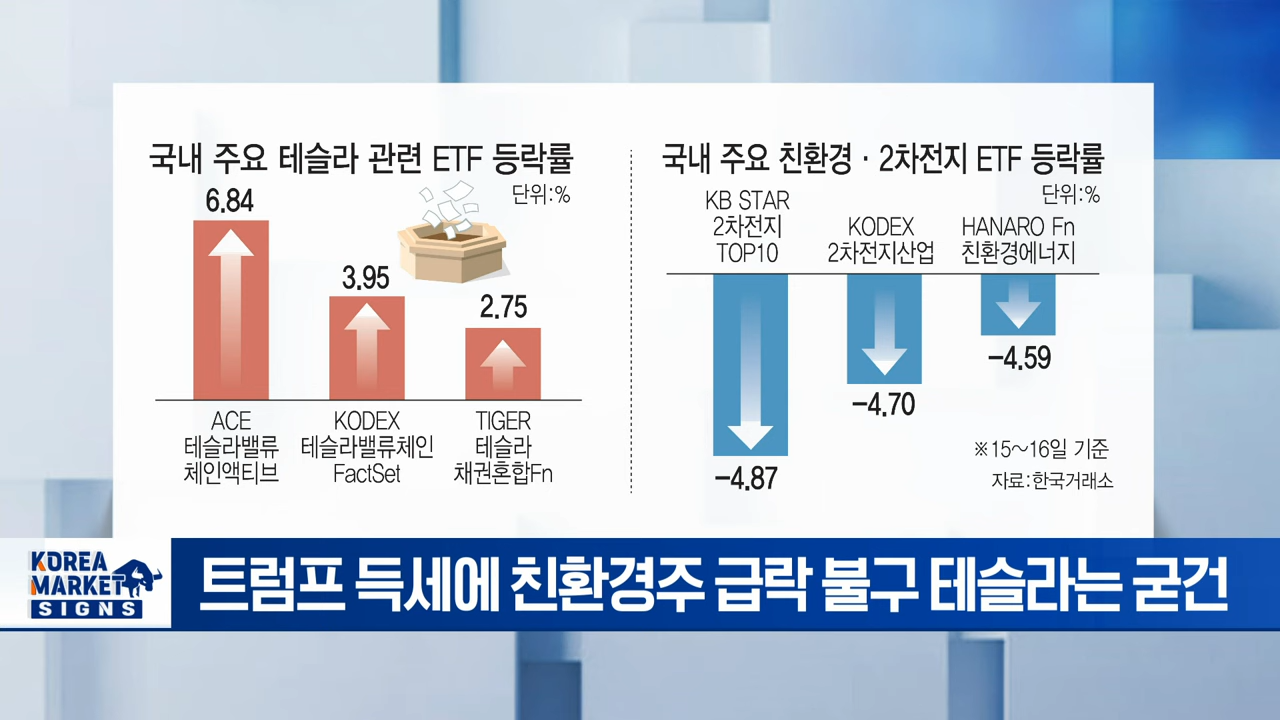 국내 주요 테슬라 관련 ETF 등락률
단위:%
6.84
3.95
2.75
ACE
테슬라밸류
체인액티브
KODEX
테슬라밸류체인
FactSet
TIGER
테슬라
채권혼합Fn
국내 주요 친환경·2차전지 ETF 등락률
단위:%
KB STAR
2차전지
TOP10
KODEX
2차전지산업
HANARO Fn
친환경에너지
-4.87
-4.70
-4.59
※15~16일 기준
자료:한국거래소
KOREA
MARKET
SIGNS
트럼프 득세에 친환경주 급락 불구 테슬라는 굳건